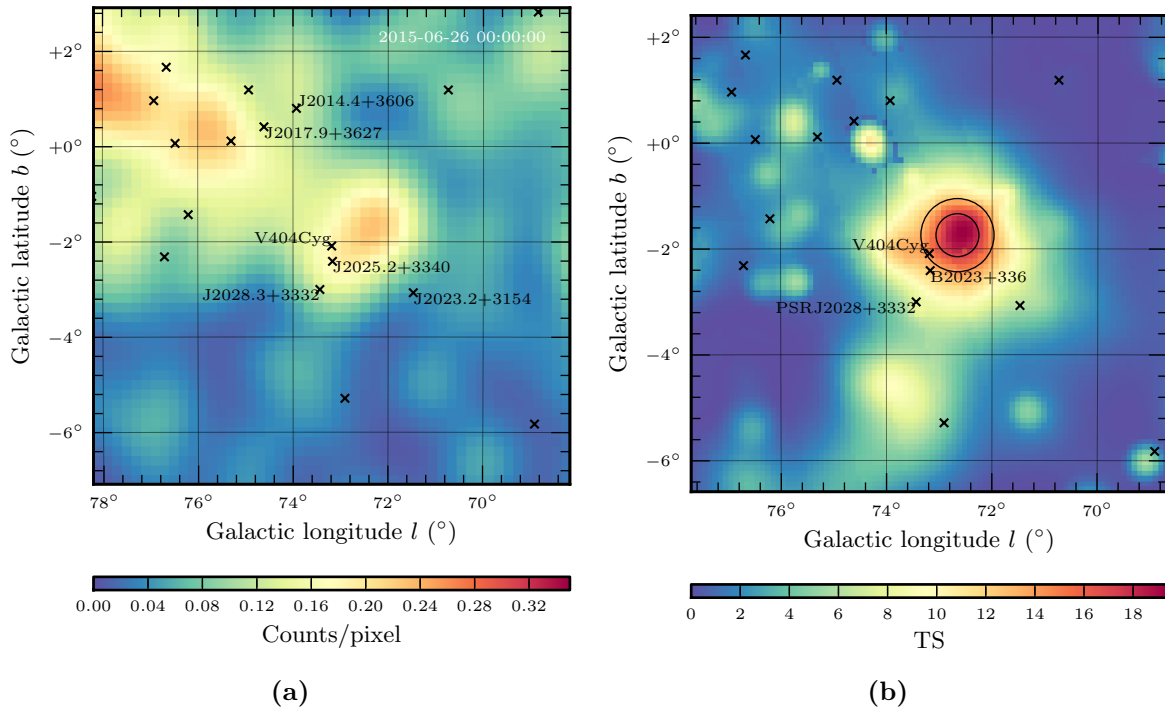 2015-06-26 00:00:00
+2°
+0°
−2°
−4°
−6°
Galactic latitude b (°)
J2014.4+3606
J2017.9+3627
V404Cyg
J2025.2+3340
J2028.3+3332
J2023.2+3154
78°
76°
74°
72°
70°
Galactic longitude l (°)
0.00
0.04
0.08
0.12
0.16
0.20
0.24
0.28
0.32
Counts/pixel
(a)
+2°
+0°
−2°
−4°
−6°
Galactic latitude b (°)
V404Cyg
B2023+336
PSRJ2028+3332
76°
74°
72°
70°
Galactic longitude l (°)
0
2
4
6
8
10
12
14
16
18
TS
(b)